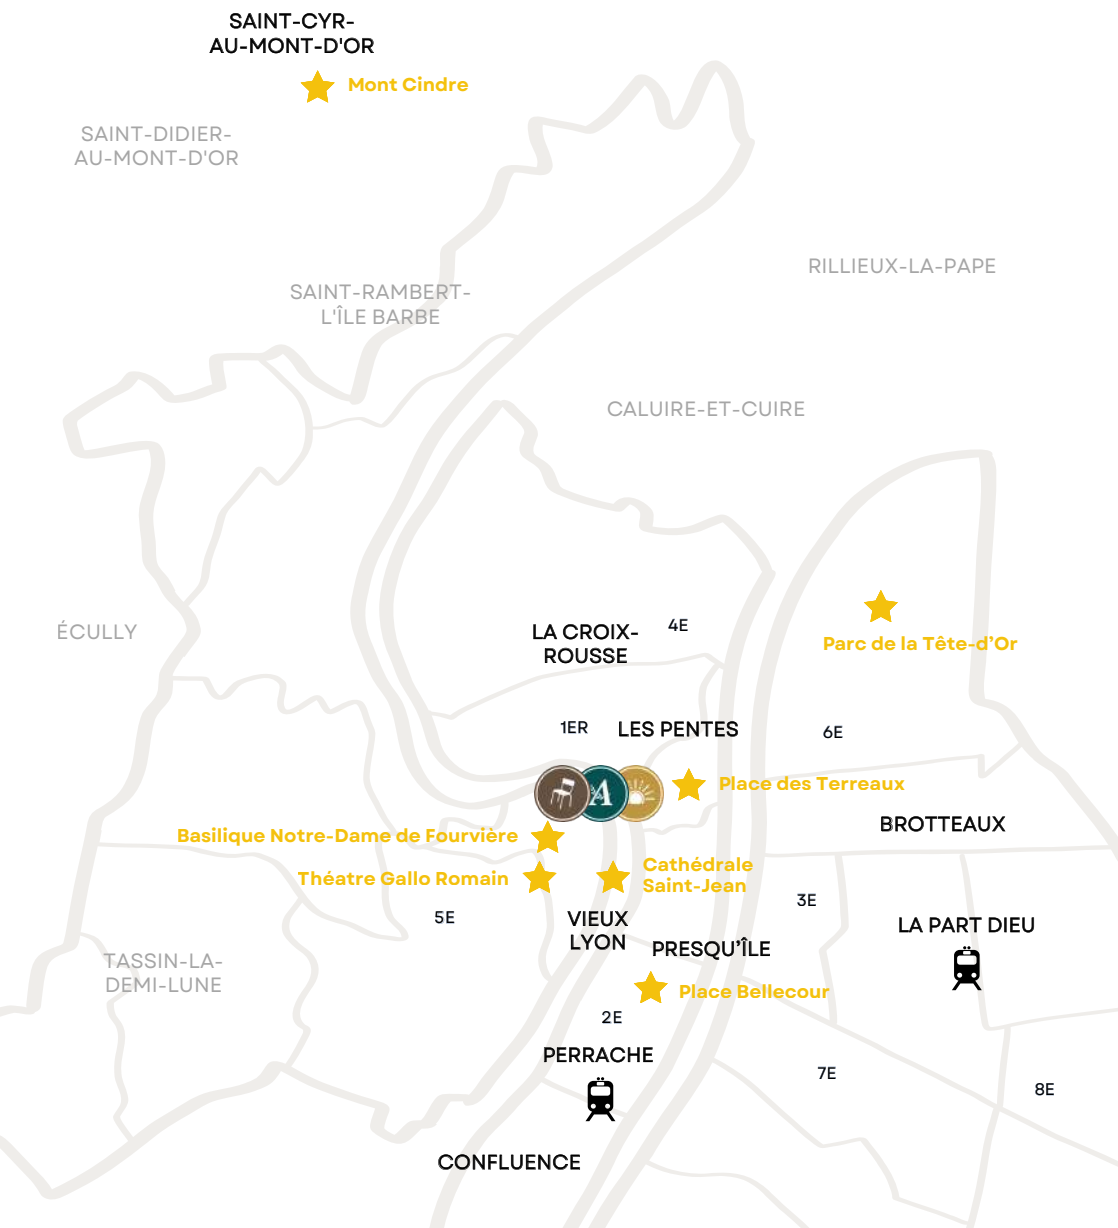 SAINT-CYR-
AU-MONT-D'OR
Mont Cindre
SAINT-DIDIER-
AU-MONT-D'OR
RILLIEUX-LA-PAPE
SAINT-RAMBERT-
L'ÎLE BARBE
CALUIRE-ET-CUIRE
ÉCULLY
LA CROIX-
ROUSSE
4E
Parc de la Tête-d’Or
1ER
LES PENTES
6E
Place des Terreaux
A
BROTTEAUX
Basilique Notre-Dame de Fourvière
Théatre Gallo Romain
Cathédrale
Saint-Jean
3E
5E
VIEUX
LYON
LA PART DIEU
PRESQU’ÎLE
TASSIN-LA-
DEMI-LUNE
Place Bellecour
2E
PERRACHE
7E
8E
CONFLUENCE